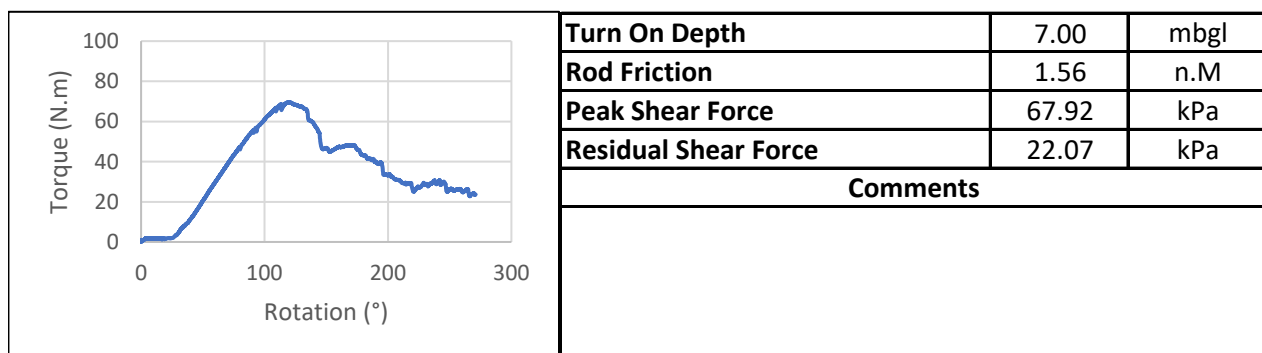 100
80
60
40
20
0
0 100 200 300
Torque (N.m)
Rotation (°)
Turn On Depth 7.00 mbgl
Rod Friction 1.56 n.M
Peak Shear Force 67.92 kPa
Residual Shear Force 22.07 kPa
Comments